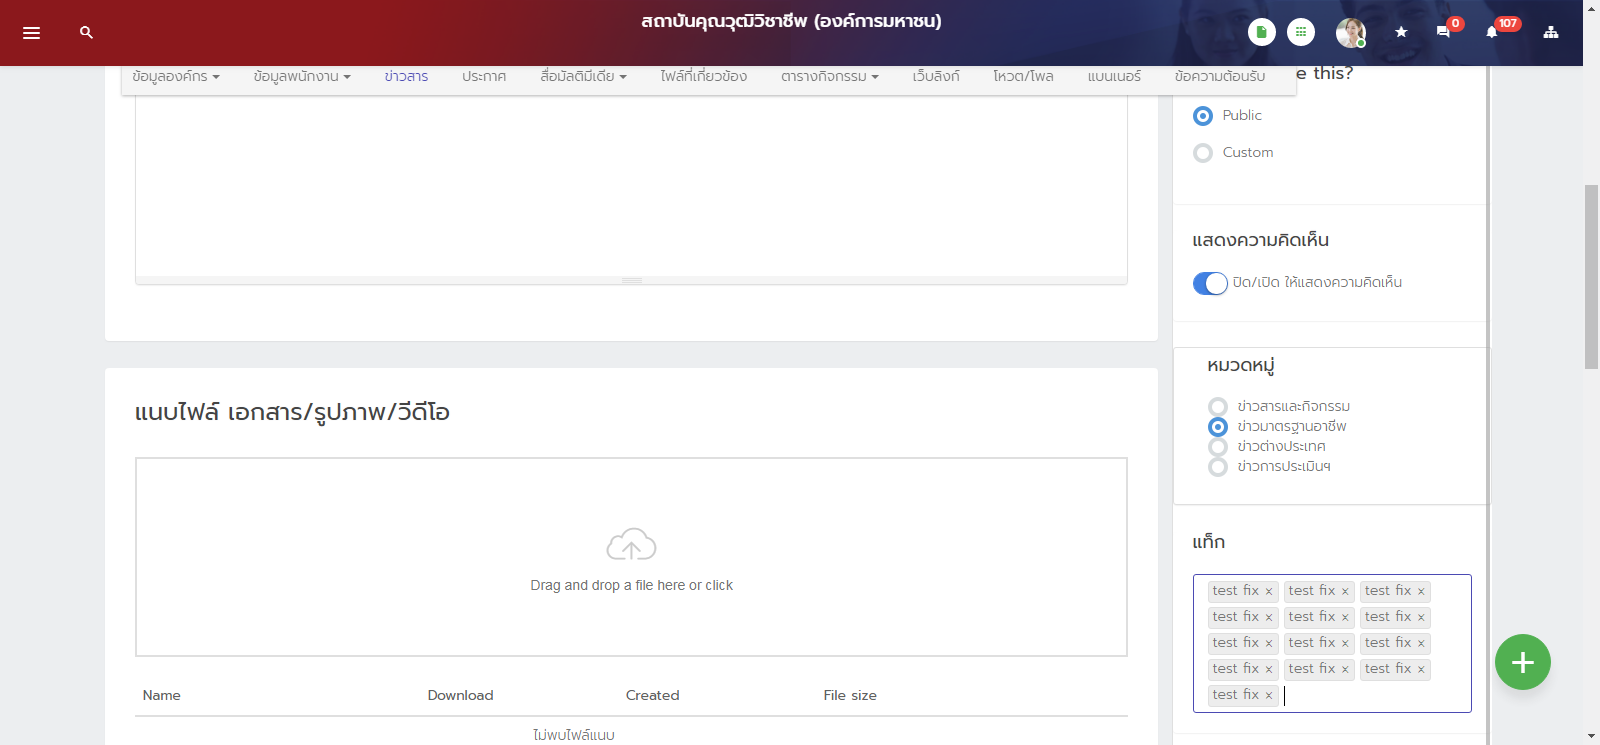 สถาบันคุณวุฒิวิชาชีพ (องค์การมหาชน)
0
107
ข้อมูลองค์กร ข้อมูลพนักงาน ข่าวสาร ประกาศ สื่อมัลติมีเดีย ไฟล์ที่เกี่ยวข้อง ตารางกิจกรรม เว็บลิงก์ โหวต/โพล แบนเนอร์ ข้อความต้อนรับ
e this?
Public
Custom
แสดงความคิดเห็น
ปิด/เปิด ให้แสดงความคิดเห็น
หมวดหมู่
ข่าวสารและกิจกรรม
ข่าวมาตรฐานอาชีพ
ข่าวต่างประเทศ
ข่าวการประเมินฯ
แท็ก
test fix × test fix × test fix ×
test fix × test fix × test fix ×
test fix × test fix × test fix ×
test fix × test fix × test fix ×
test fix ×
แนบไฟล์ เอกสาร/รูปภาพ/วีดีโอ
Drag and drop a file here or click
Name Download Created File size
ไม่พบไฟล์แนบ